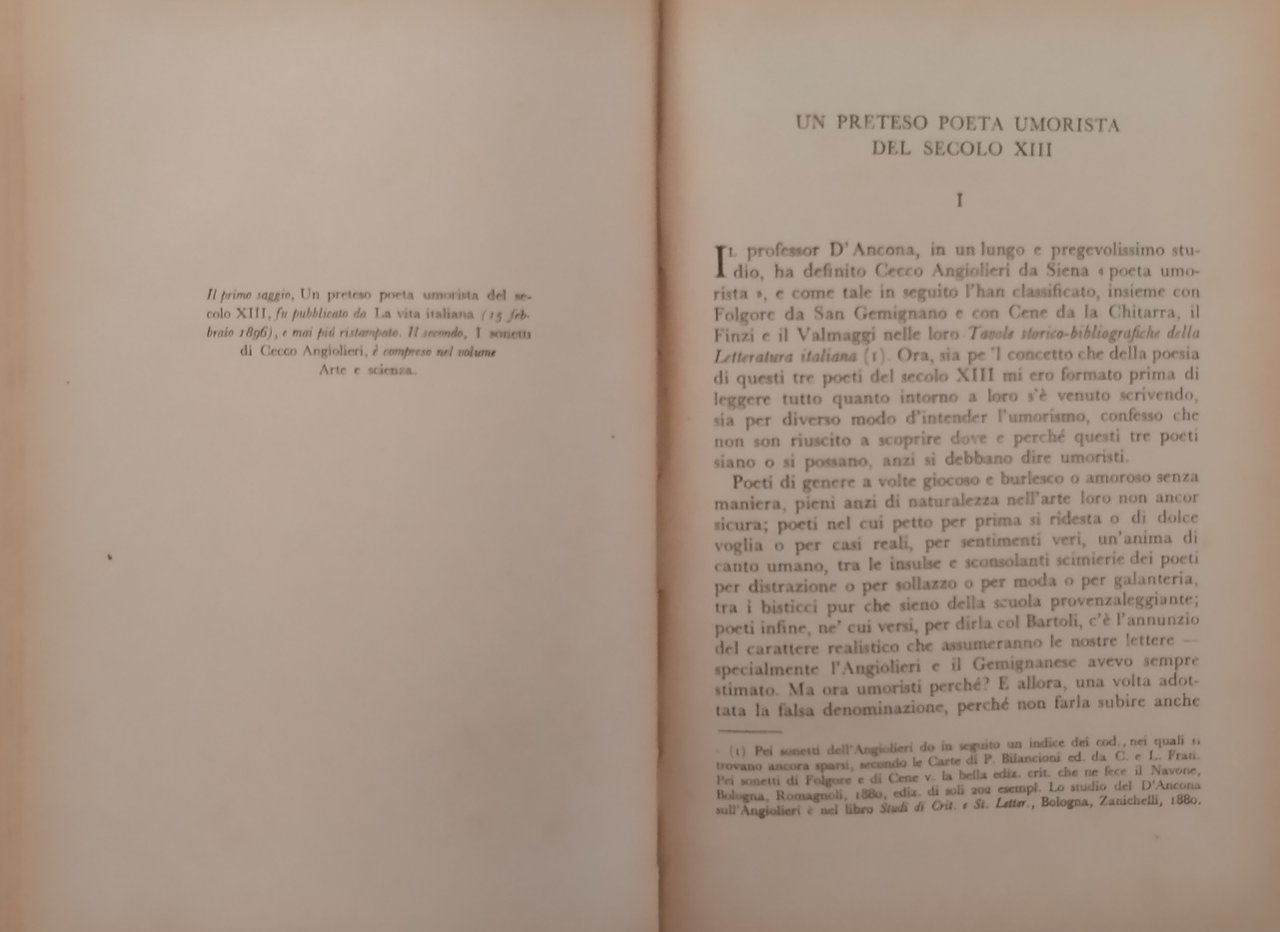 Il primo saggio, Un preteso poeta umorista del se-
colo XIII, fu pubblicato da La vita italiana (15 feb-
braio 1896), e mai piú ristampato. Il secondo, I sonetti
di Cecco Angiolieri, è compreso nel volume
Arte e scienza.
UN PRETESO POETA UMORISTA
DEL SECOLO XIII
I
IL professor D'Ancona, in un lungo e pregevolissimo stu-
dio, ha definito Cecco Angiolieri da Siena « poeta umo-
rista », e come tale in seguito l'han classificato, insieme con
Folgore da San Gemignano e con Cene da la Chitarra, il
Finzi e il Valmaggi nelle loro Tavole storico-bibliografiche della
Letteratura italiana (1). Ora, sia pe 'l concetto che della poesia
di questi tre poeti del secolo XIII mi ero formato prima di
leggere tutto quanto intorno a loro s'è venuto scrivendo,
sia per diverso modo d'intender l'umorismo, confesso che
non son riuscito a scoprire dove e perché questi tre poeti
siano o si possano, anzi si debbano dire umoristi.
Poeti di genere a volte giocoso e burlesco o amoroso senza
maniera, pieni anzi di naturalezza nell'arte loro non ancor
sicura; poeti nel cui petto per prima si ridesta o di dolce
voglia o per casi reali, per sentimenti veri, un'anima di
canto umano, tra le insulse e sconsolanti scimierie dei poeti
per distrazione o per sollazzo o per moda o per galanteria,
tra i bisticci pur che sieno della scuola provenzaleggiante;
poeti infine, ne' cui versi, per dirla col Bartoli, c'è l'annunzio
del carattere realistico che assumeranno le nostre lettere —
specialmente l'Angiolieri e il Gemignanese avevo sempre
stimato. Ma ora umoristi perché? E allora, una volta adot-
tata la falsa denominazione, perché non farla subire anche
(1) Pei sonetti dell'Angiolieri do in seguito un indice dei cod., nei quali si
trovano ancora sparsi, secondo le Carte di P. Bilancioni ed. da C. e L. Frati.
Pei sonetti di Folgore e di Cene v. la bella ediz. crit. che ne fece il Navone,
Bologna, Romagnoli, 1880, ediz. di soli 202 esempl. Lo studio del D'Ancona
sull'Angiolieri è nel libro Studi di Crit. e St. Letter., Bologna, Zanichelli, 1880.